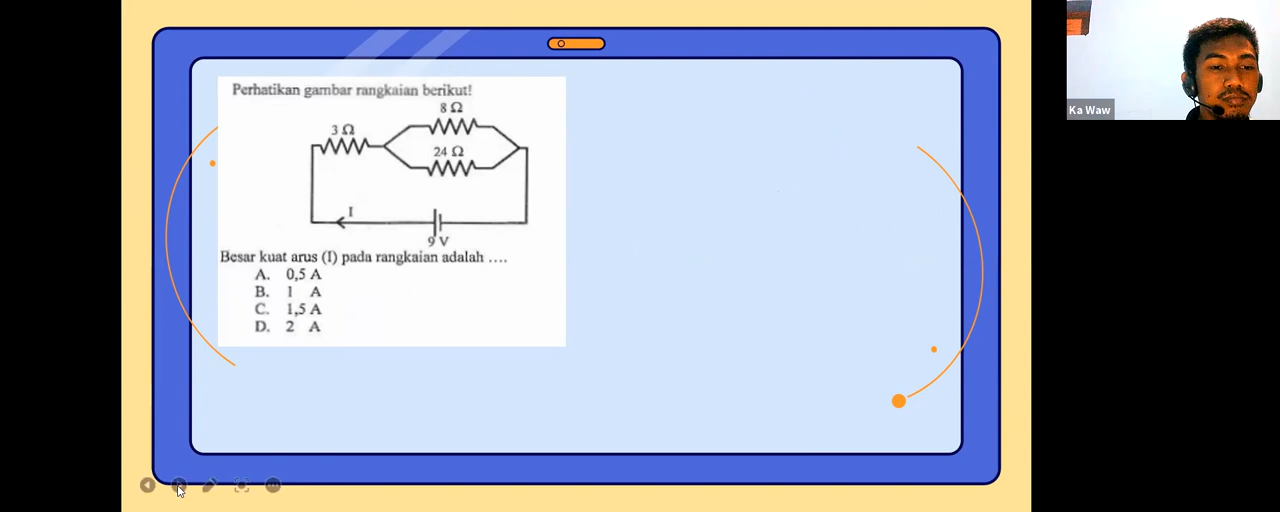 Perhatikan gambar rangkaian berikut!
8 Ω
3 Ω
24 Ω
I
9 V
Besar kuat arus (I) pada rangkaian adalah ....
A. 0,5 A
B. 1 A
C. 1,5 A
D. 2 A
Ka Waw